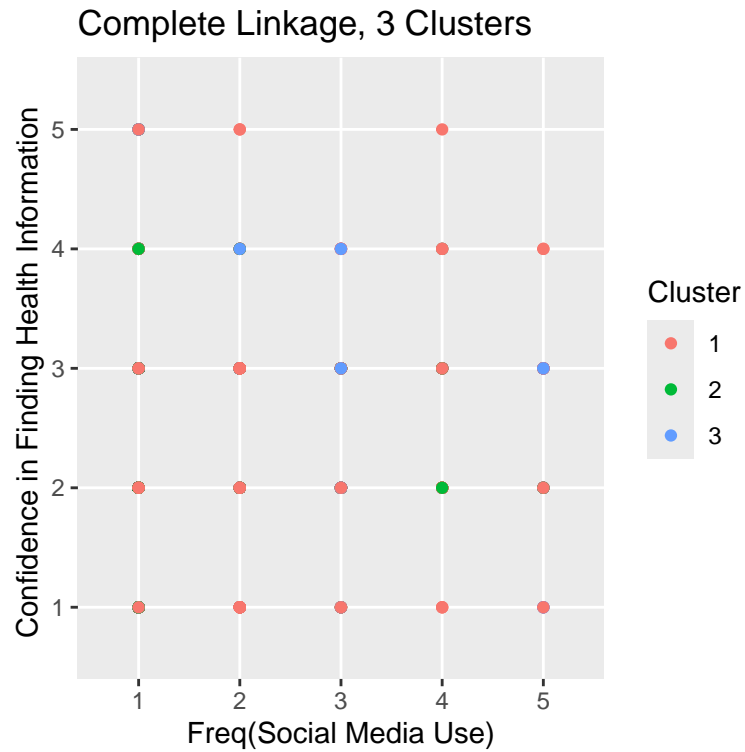 Complete Linkage, 3 Clusters
Confidence in Finding Health Information
5
4
3
2
1
1 2 3 4 5
Freq(Social Media Use)
Cluster
1
2
3